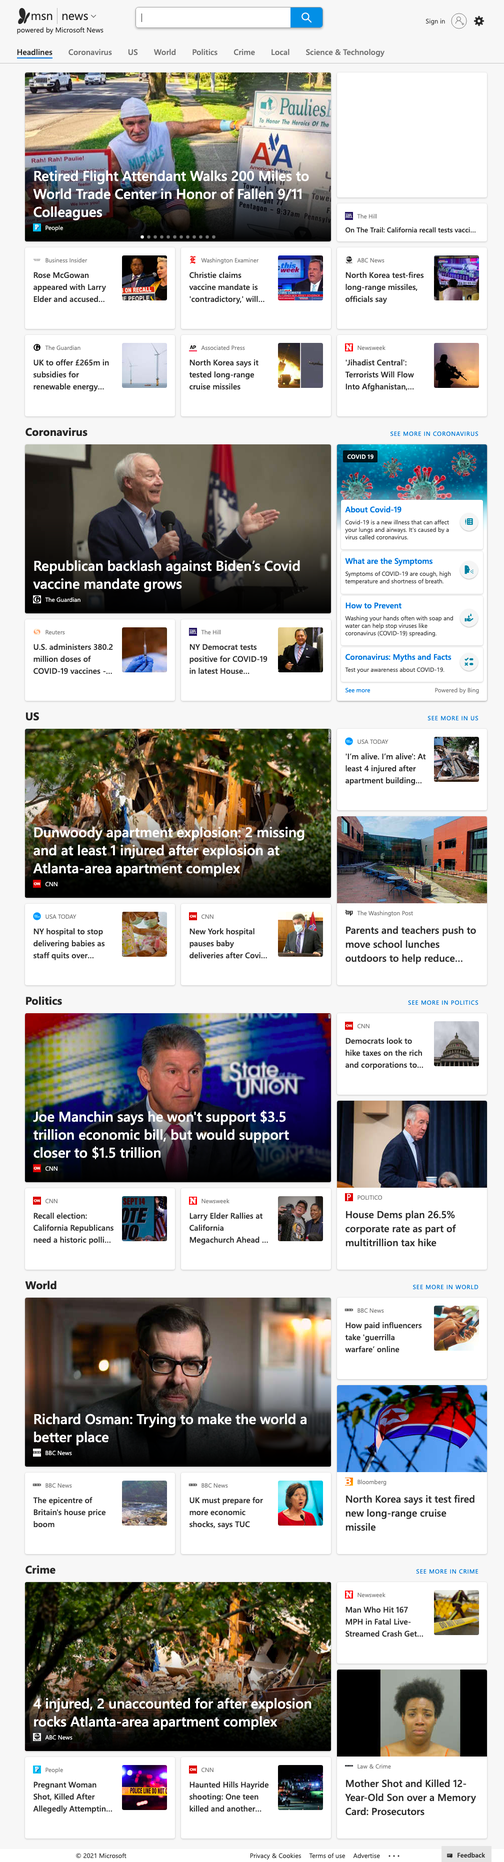 msn | news
powered by Microsoft News
Sign in
Headlines Coronavirus US World Politics Crime Local Science & Technology
Rah! Rah! Paulie!
Paulies
To Honor the Heroics Of The
AA
Retired Flight Attendant Walks 200 Miles to
World Trade Center in Honor of Fallen 9/11
Colleagues
People
The Hill
On The Trail: California recall tests vacci...
Business Insider
Rose McGowan
appeared with Larry
Elder and accused...
Washington Examiner
Christie claims
vaccine mandate is
'contradictory,' will...
ABC News
North Korea test-fires
long-range missiles,
officials say
The Guardian
UK to offer £265m in
subsidies for
renewable energy...
Associated Press
North Korea says it
tested long-range
cruise missiles
Newsweek
'Jihadist Central':
Terrorists Will Flow
Into Afghanistan,...
Coronavirus
SEE MORE IN CORONAVIRUS
Republican backlash against Biden's Covid
vaccine mandate grows
The Guardian
COVID 19
About Covid-19
Covid-19 is a new illness that can affect
your lungs and airways. It's caused by a
virus called coronavirus.
What are the Symptoms
Symptoms of COVID-19 are cough, high
temperature and shortness of breath.
How to Prevent
Washing your hands often with soap and
water can help stop viruses like
coronavirus (COVID-19) spreading.
Coronavirus: Myths and Facts
Test your awareness about COVID-19.
See more
Powered by Bing
Reuters
U.S. administers 380.2
million doses of
COVID-19 vaccines -...
The Hill
NY Democrat tests
positive for COVID-19
in latest House...
US
SEE MORE IN US
Dunwoody apartment explosion: 2 missing
and at least 1 injured after explosion at
Atlanta-area apartment complex
CNN
USA TODAY
'I'm alive. I'm alive': At
least 4 injured after
apartment building...
The Washington Post
Parents and teachers push to
move school lunches
outdoors to help reduce...
USA TODAY
NY hospital to stop
delivering babies as
staff quits over...
CNN
New York hospital
pauses baby
deliveries after Covi...
Politics
SEE MORE IN POLITICS
State
UNION
Joe Manchin says he won't support $3.5
trillion economic bill, but would support
closer to $1.5 trillion
CNN
CNN
Democrats look to
hike taxes on the rich
and corporations to...
POLITICO
House Dems plan 26.5%
corporate rate as part of
multitrillion tax hike
CNN
Recall election:
California Republicans
need a historic polli...
Newsweek
Larry Elder Rallies at
California
Megachurch Ahead ...
World
SEE MORE IN WORLD
Richard Osman: Trying to make the world a
better place
BBC News
BBC News
How paid influencers
take 'guerrilla
warfare' online
Bloomberg
North Korea says it test fired
new long-range cruise
missile
BBC News
The epicentre of
Britain's house price
boom
BBC News
UK must prepare for
more economic
shocks, says TUC
Crime
SEE MORE IN CRIME
4 injured, 2 unaccounted for after explosion
rocks Atlanta-area apartment complex
ABC News
Newsweek
Man Who Hit 167
MPH in Fatal Live-
Streamed Crash Get...
Law & Crime
Mother Shot and Killed 12-
Year-Old Son over a Memory
Card: Prosecutors
People
Pregnant Woman
Shot, Killed After
Allegedly Attemptin...
CNN
Haunted Hills Hayride
shooting: One teen
killed and another...
© 2021 Microsoft
Privacy & Cookies Terms of use Advertise ...
Feedback